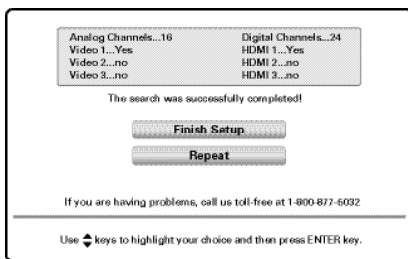 Analog Channels...16 Digital Channels...24
Video 1...Yes HDMI 1...Yes
Video 2...no HDMI 2...no
Video 3...no HDMI 3...no
The search was successfully completed!
Finish Setup
Repeat
If you are having problems, call us toll-free at 1-800-877-5032
Use keys to highlight your choice and then press ENTER key.